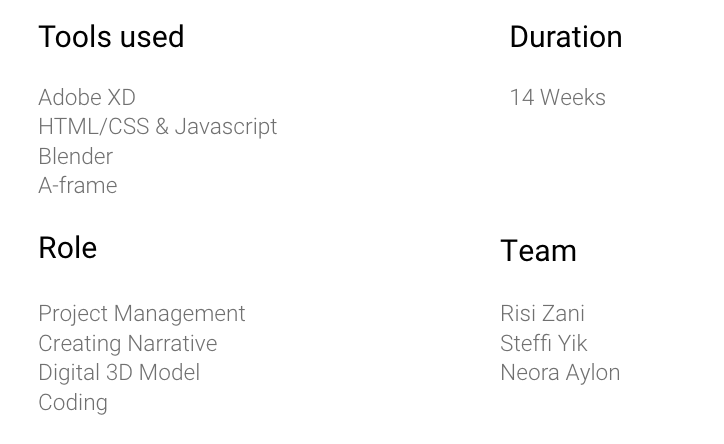 Tools used
Adobe XD
HTML/CSS & Javascript
Blender
A-frame
Duration
14 Weeks
Role
Project Management
Creating Narrative
Digital 3D Model
Coding
Team
Risi Zani
Steffi Yik
Neora Aylon